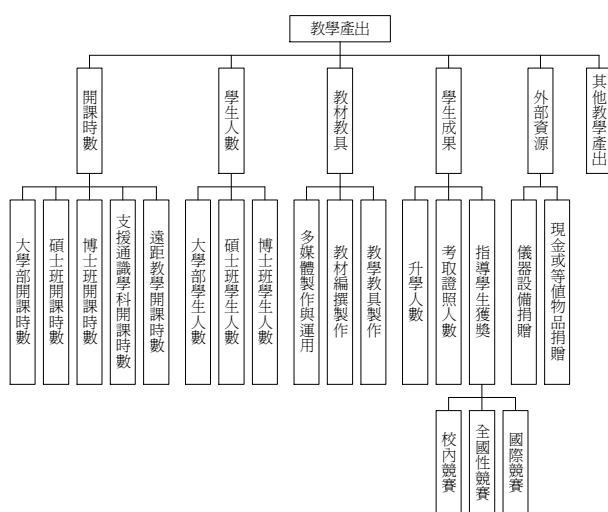 教學產出
開課時數
學生人數
教材教具
學生成果
外部資源
其他教學產出
大學部開課時數
碩士班開課時數
博士班開課時數
支援通識學科開課時數
遠距教學開課時數
大學部學生人數
碩士班學生人數
博士班學生人數
多媒體製作與運用
教材編撰製作
教學教具製作
升學人數
考取證照人數
指導學生獲獎
儀器設備捐贈
現金或等值物品捐贈
校內競賽
全國性競賽
國際競賽